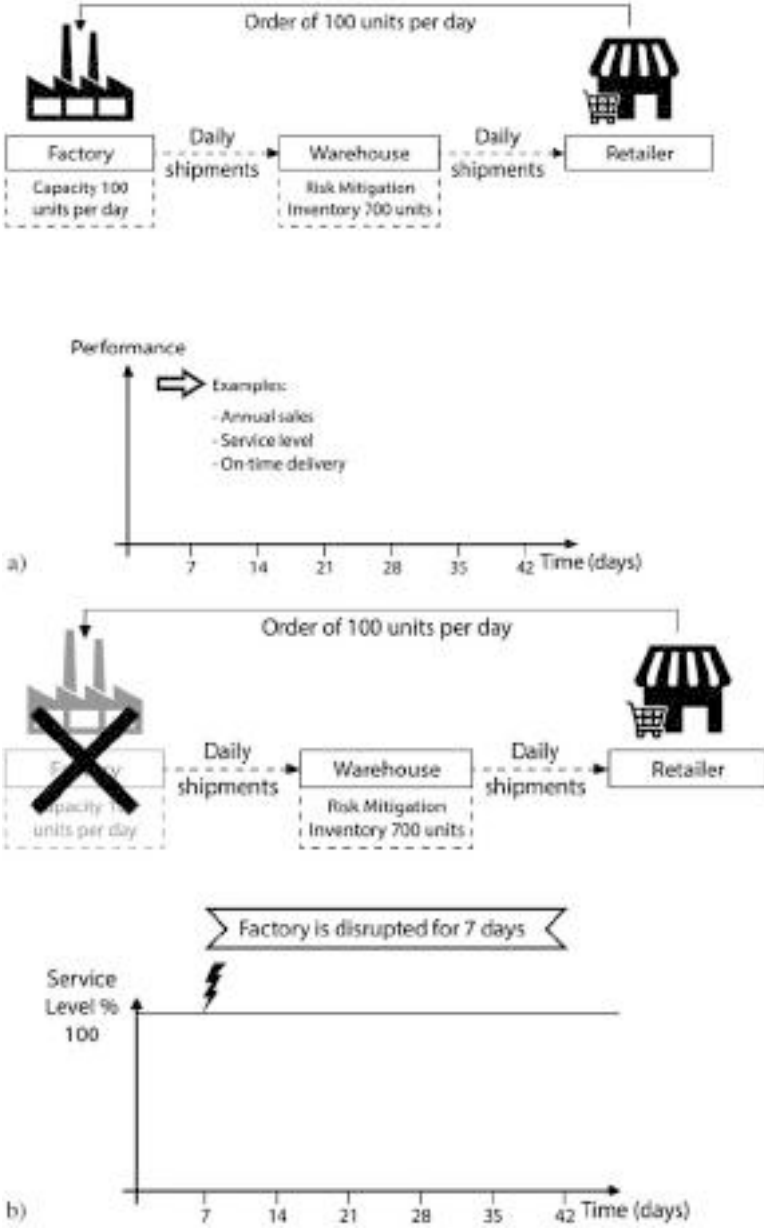 Order of 100 units per day
Daily
Daily
Factory
Warehouse
Retailer
shipments
shipments
Capacity 100
units per day
Risk Mitigation
Inventory 700 units
Performance
Examples:
- Annual sales
- Service level
- On-time delivery
a)
7 14 21 28 35 42 Time (days)
Order of 100 units per day
Daily
Daily
Factory
Warehouse
Retailer
shipments
shipments
units per day
Risk Mitigation
Inventory 700 units
Factory is disrupted for 7 days
Service
Level %
100
b)
7 14 21 28 35 42 Time (days)